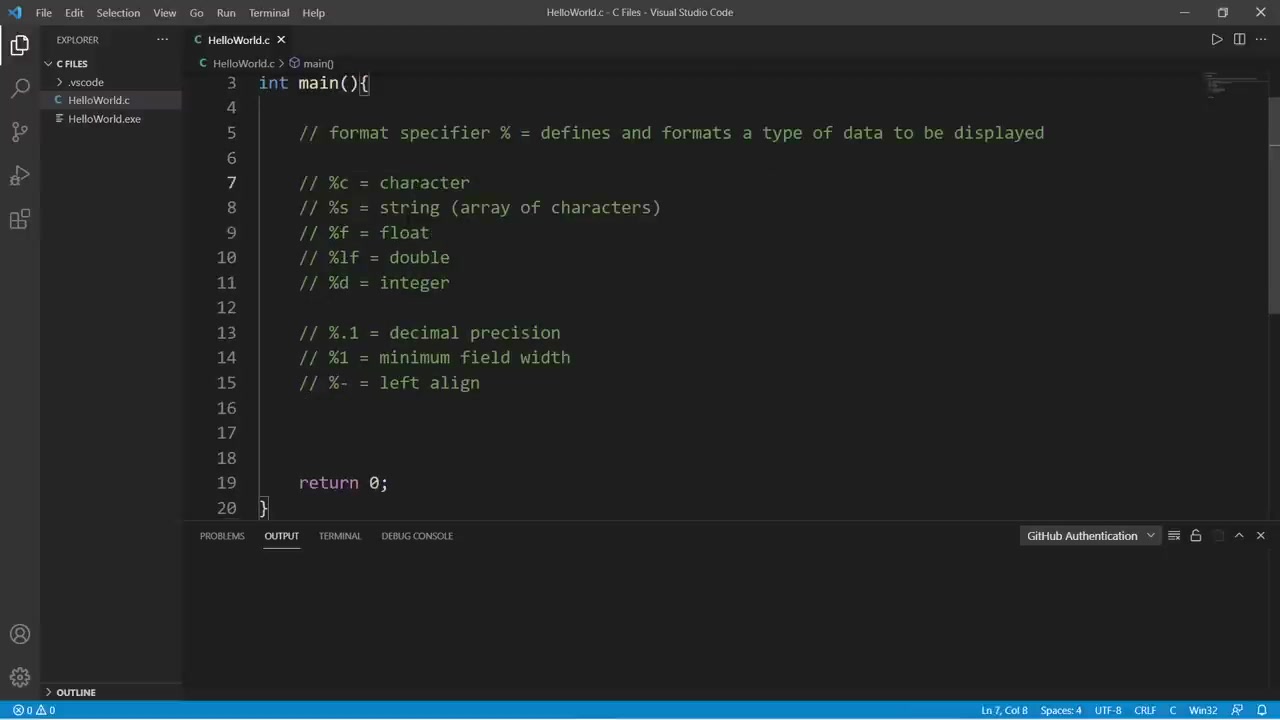 File Edit Selection View Go Run Terminal Help HelloWorld.c - C Files - Visual Studio Code
EXPLORER
HelloWorld.c
C FILES
.vscode
HelloWorld.c
HelloWorld.exe
OUTLINE
HelloWorld.c > main()
3 int main(){
4
5 // format specifier % = defines and formats a type of data to be displayed
6
7 // %c = character
8 // %s = string (array of characters)
9 // %f = float
10 // %lf = double
11 // %d = integer
12
13 // %.1 = decimal precision
14 // %1 = minimum field width
15 // %- = left align
16
17
18
19 return 0;
20 }
PROBLEMS OUTPUT TERMINAL DEBUG CONSOLE GitHub Authentication
0 0 Ln 7, Col 8 Spaces: 4 UTF-8 CRLF C Win32